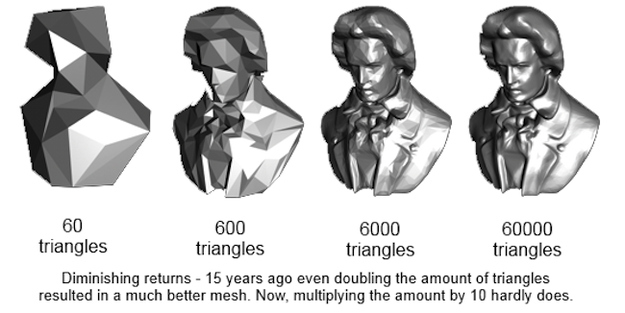 60
triangles
600
triangles
6000
triangles
60000
triangles
Diminishing returns - 15 years ago even doubling the amount of triangles
resulted in a much better mesh. Now, multiplying the amount by 10 hardly does.